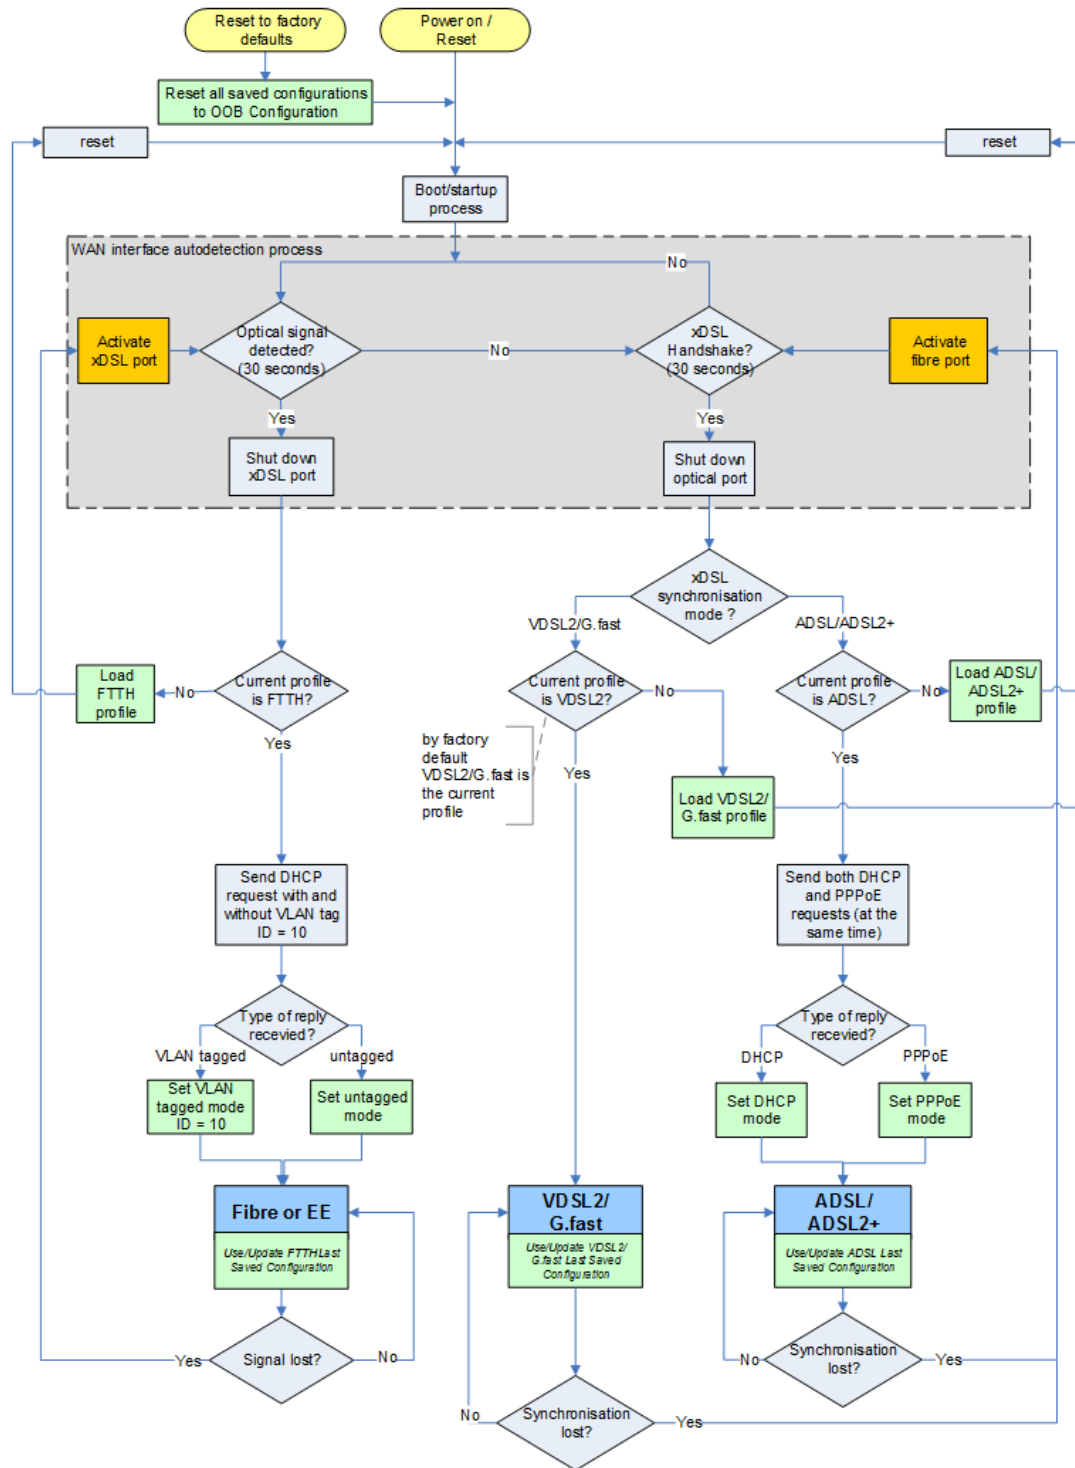 Reset to factory
defaults
Power on /
Reset
Reset all saved configurations
to OOB Configuration
reset
reset
Boot/startup
process
WAN interface autodetection process
No
Activate
xDSL port
Optical signal
detected?
(30 seconds)
No
xDSL
Handshake?
(30 seconds)
Activate
fibre port
Yes
Yes
Shut down
xDSL port
Shut down
optical port
xDSL
synchronisation
mode ?
VDSL2/G.fast
ADSL/ADSL2+
Load
FTTH
profile
No
Current profile
is FTTH?
Current profile
is VDSL2?
No
Current profile
is ADSL?
No
Load ADSL/
ADSL2+
profile
Yes
by factory
default
VDSL2/G.fast is
the current
profile
Yes
Yes
Load VDSL2/
G.fast profile
Send DHCP
request with and
without VLAN tag
ID = 10
Send both DHCP
and PPPoE
requests (at the
same time)
Type of reply
recevied?
Type of reply
recevied?
VLAN tagged
untagged
DHCP
PPPoE
Set VLAN
tagged mode
ID = 10
Set untagged
mode
Set DHCP
mode
Set PPPoE
mode
Fibre or EE
Use/Update FTTH Last
Saved Configuration
VDSL2/
G.fast
Use/Update VDSL2/
G.fast Last Saved
Configuration
ADSL/
ADSL2+
Use/Update ADSL Last
Saved Configuration
Yes
Signal lost?
No
No
Synchronisation
lost?
Yes
No
Synchronisation
lost?
Yes